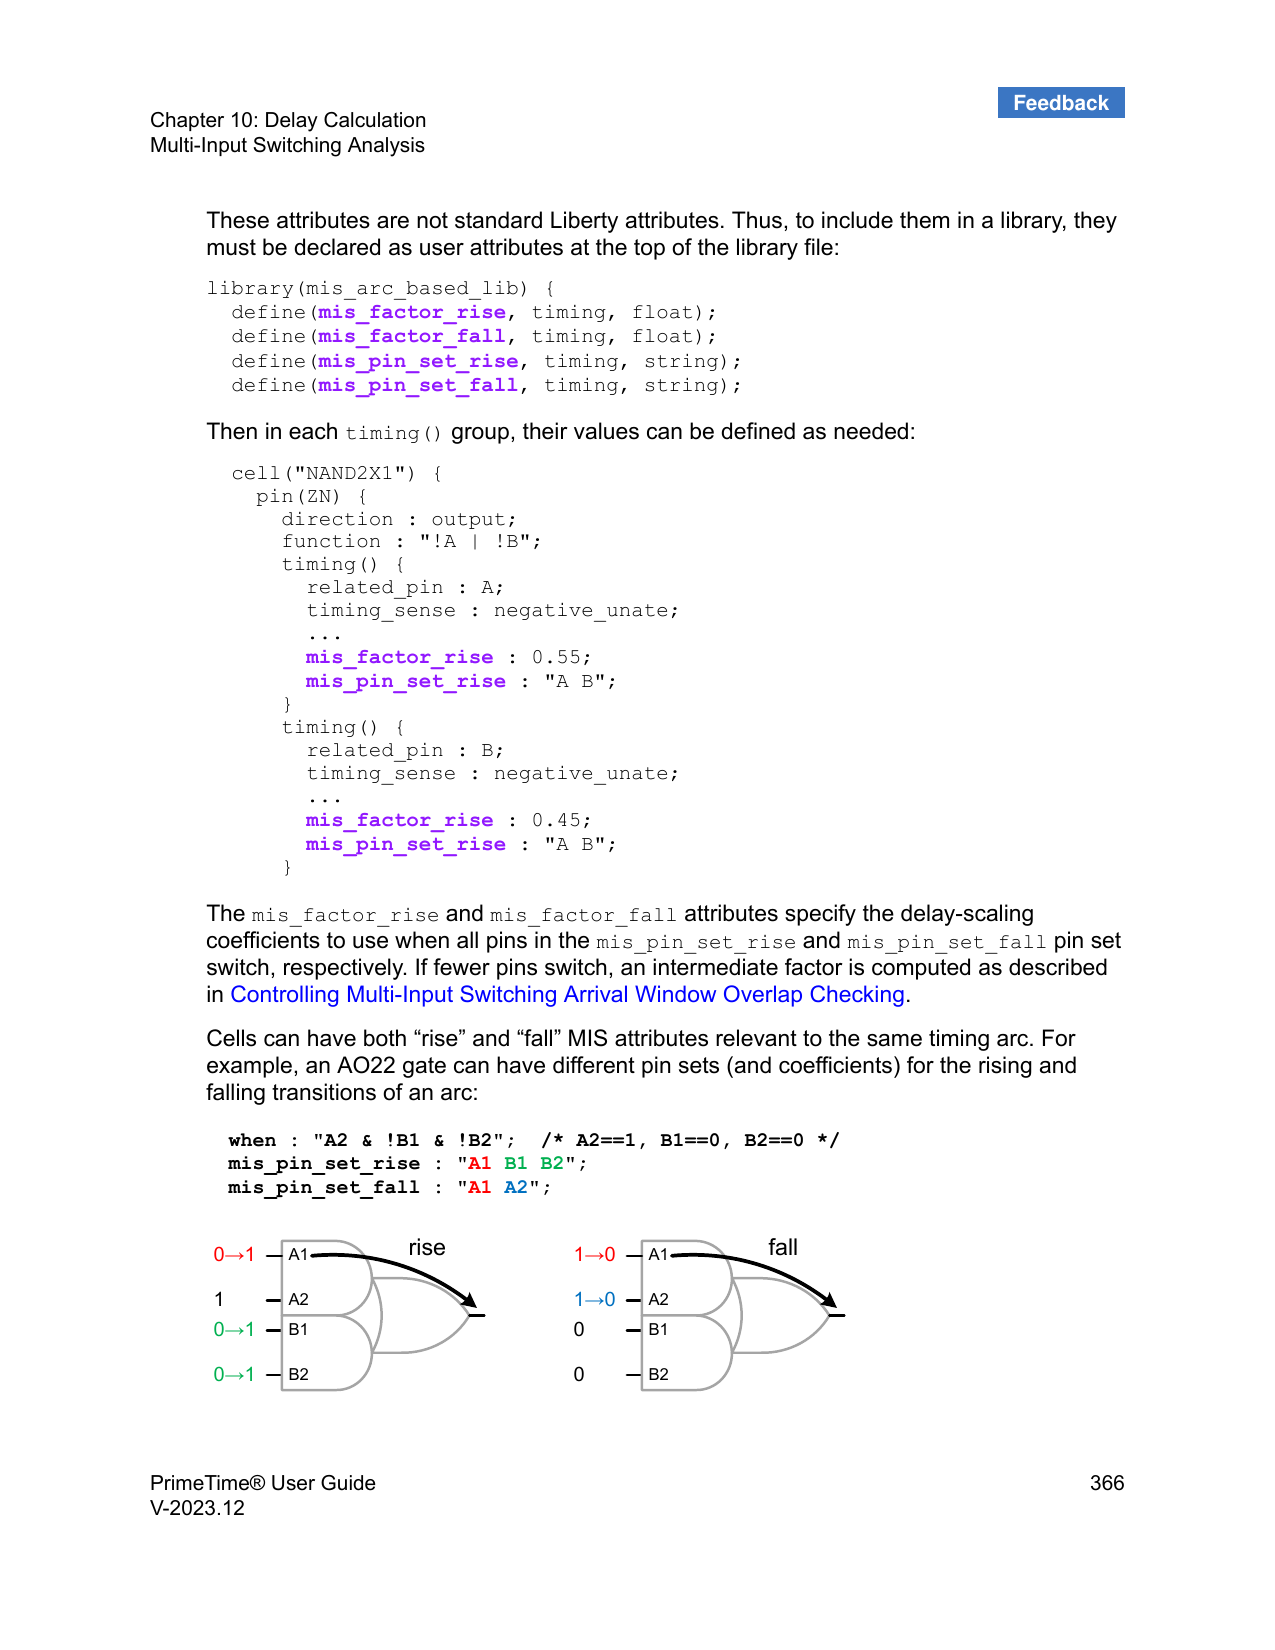 Feedback
Chapter 10: Delay Calculation
Multi-Input Switching Analysis
These attributes are not standard Liberty attributes. Thus, to include them in a library, they
must be declared as user attributes at the top of the library file:
library(mis_arc_based_lib) {
  define(mis_factor_rise, timing, float);
  define(mis_factor_fall, timing, float);
  define(mis_pin_set_rise, timing, string);
  define(mis_pin_set_fall, timing, string);
Then in each timing() group, their values can be defined as needed:
  cell("NAND2X1") {
    pin(ZN) {
      direction : output;
      function : "!A | !B";
      timing() {
        related_pin : A;
        timing_sense : negative_unate;
        ...
        mis_factor_rise : 0.55;
        mis_pin_set_rise : "A B";
      }
      timing() {
        related_pin : B;
        timing_sense : negative_unate;
        ...
        mis_factor_rise : 0.45;
        mis_pin_set_rise : "A B";
      }
The mis_factor_rise and mis_factor_fall attributes specify the delay-scaling
coefficients to use when all pins in the mis_pin_set_rise and mis_pin_set_fall pin set
switch, respectively. If fewer pins switch, an intermediate factor is computed as described
in Controlling Multi-Input Switching Arrival Window Overlap Checking.
Cells can have both “rise” and “fall” MIS attributes relevant to the same timing arc. For
example, an AO22 gate can have different pin sets (and coefficients) for the rising and
falling transitions of an arc:
when : "A2 & !B1 & !B2";  /* A2==1, B1==0, B2==0 */
mis_pin_set_rise : "A1 B1 B2";
mis_pin_set_fall : "A1 A2";
0→1 A1 rise
1 A2
0→1 B1
0→1 B2
1→0 A1 fall
1→0 A2
0 B1
0 B2
PrimeTime® User Guide 366
V-2023.12